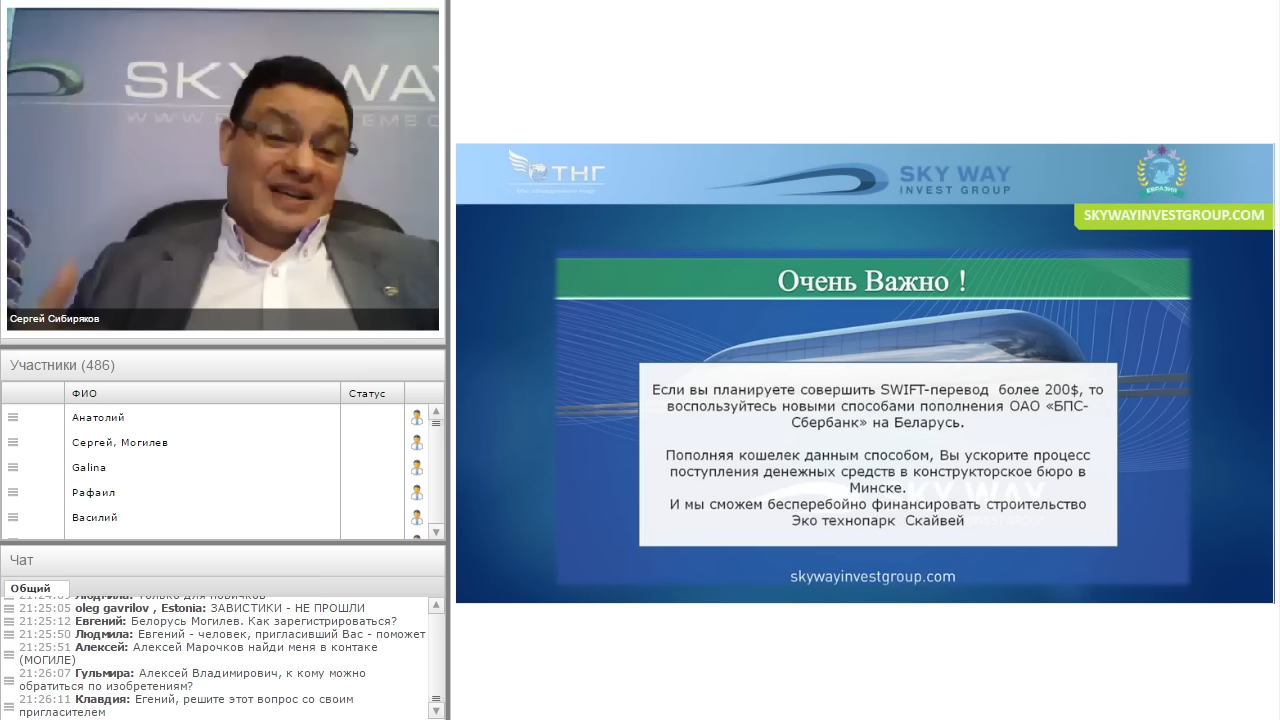 SKY WAY
Сергей Сибиряков
Участники (486)
ФИО
Статус
Анатолий
Сергей, Могилев
Galina
Рафаил
Василий
Чат
Общий
Людмила: только для новичков
21:25:05 oleg gavrilov , Estonia: ЗАВИСТИКИ - НЕ ПРОШЛИ
21:25:12 Евгений: Белорусь Могилев. Как зарегистрироваться?
21:25:50 Людмила: Евгений - человек, пригласивший Вас - поможет
21:25:51 Алексей: Алексей Марочков найди меня в контаке
(МОГИЛЕ)
21:26:07 Гульмира: Алексей Владимирович, к кому можно
обратиться по изобретениям?
21:26:11 Клавдия: Егений, решите этот вопрос со своим
пригласителем
ТНГ
SKY WAY
INVEST GROUP
ЕВРАЗИЯ
SKYWAYINVESTGROUP.COM
Очень Важно !
Если вы планируете совершить SWIFT-перевод более 200$, то
воспользуйтесь новыми способами пополнения ОАО «БПС-
Сбербанк» на Беларусь.
Пополняя кошелек данным способом, Вы ускорите процесс
поступления денежных средств в конструкторское бюро в
Минске.
И мы сможем бесперебойно финансировать строительство
Эко технопарк Скайвей
skywayinvestgroup.com